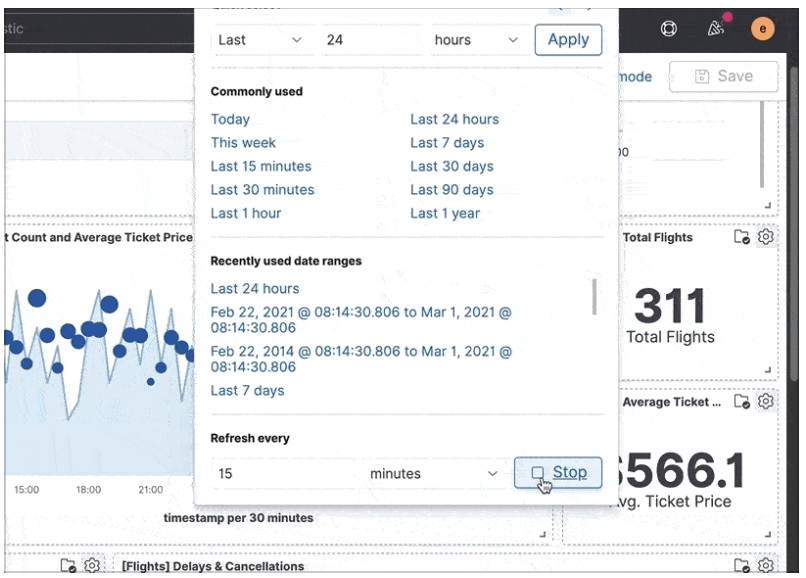 stic
e
Last 24 hours Apply
mode Save
Commonly used
Today Last 24 hours
This week Last 7 days
Last 15 minutes Last 30 days
Last 30 minutes Last 90 days
Last 1 hour Last 1 year
00
t Count and Average Ticket Price
Total Flights
Recently used date ranges
Last 24 hours
Feb 22, 2021 @ 08:14:30.806 to Mar 1, 2021 @
08:14:30.806
Feb 22, 2014 @ 08:14:30.806 to Mar 1, 2021 @
08:14:30.806
Last 7 days
311
Total Flights
Average Ticket ...
Refresh every
15 minutes Stop
566.1
vg. Ticket Price
15:00 18:00 21:00
timestamp per 30 minutes
[Flights] Delays & Cancellations